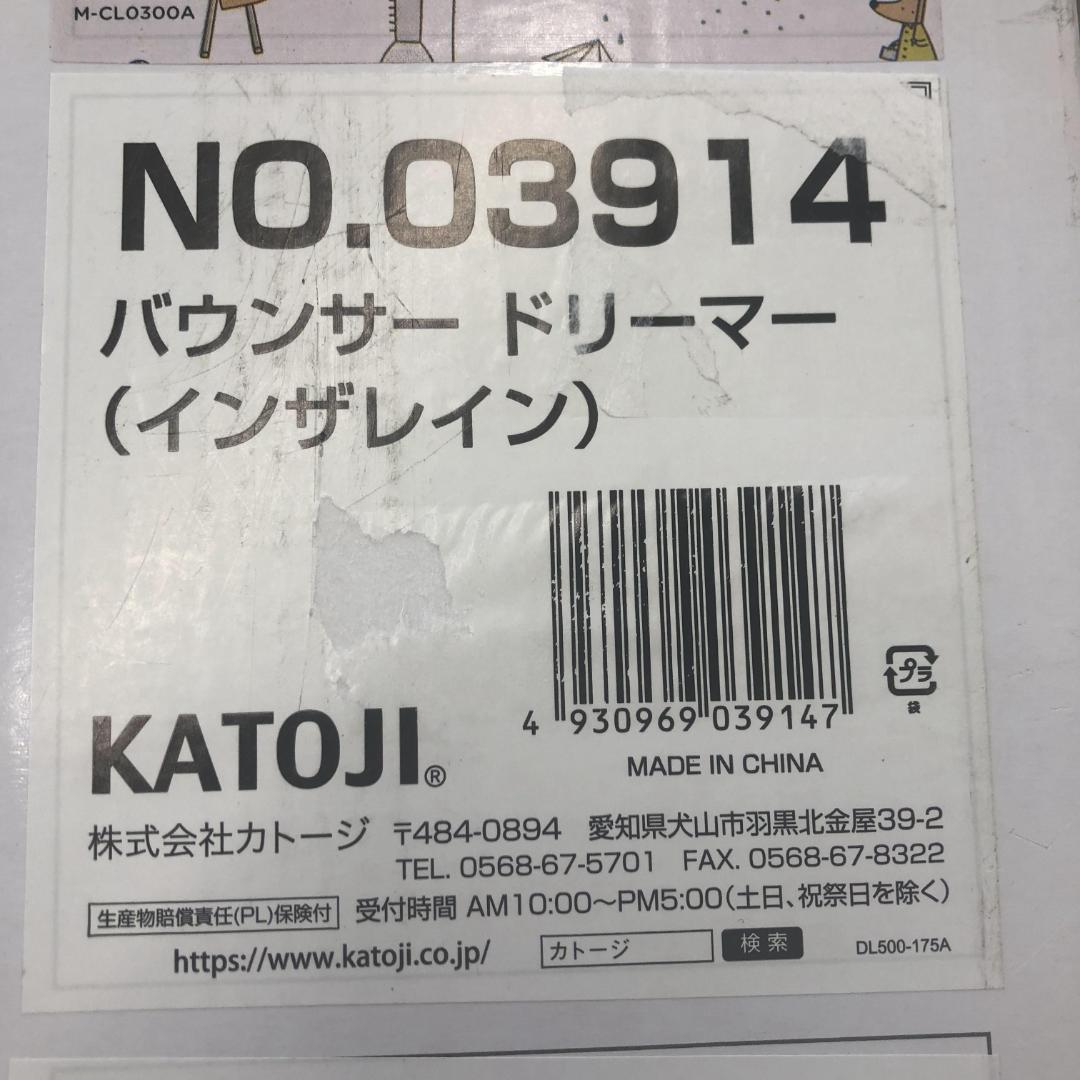 M-CL0300A
NO.03914
バウンサー ドリーマー
(インザレイン)
4 930969 039147
プラ
袋
MADE IN CHINA
KATOJI®
株式会社カトージ 〒484-0894 愛知県犬山市羽黒北金屋39-2
TEL. 0568-67-5701 FAX. 0568-67-8322
生産物賠償責任(PL)保険付 受付時間 AM10:00〜PM5:00(土日、祝祭日を除く)
https://www.katoji.co.jp/ カトージ 検索 DL500-175A